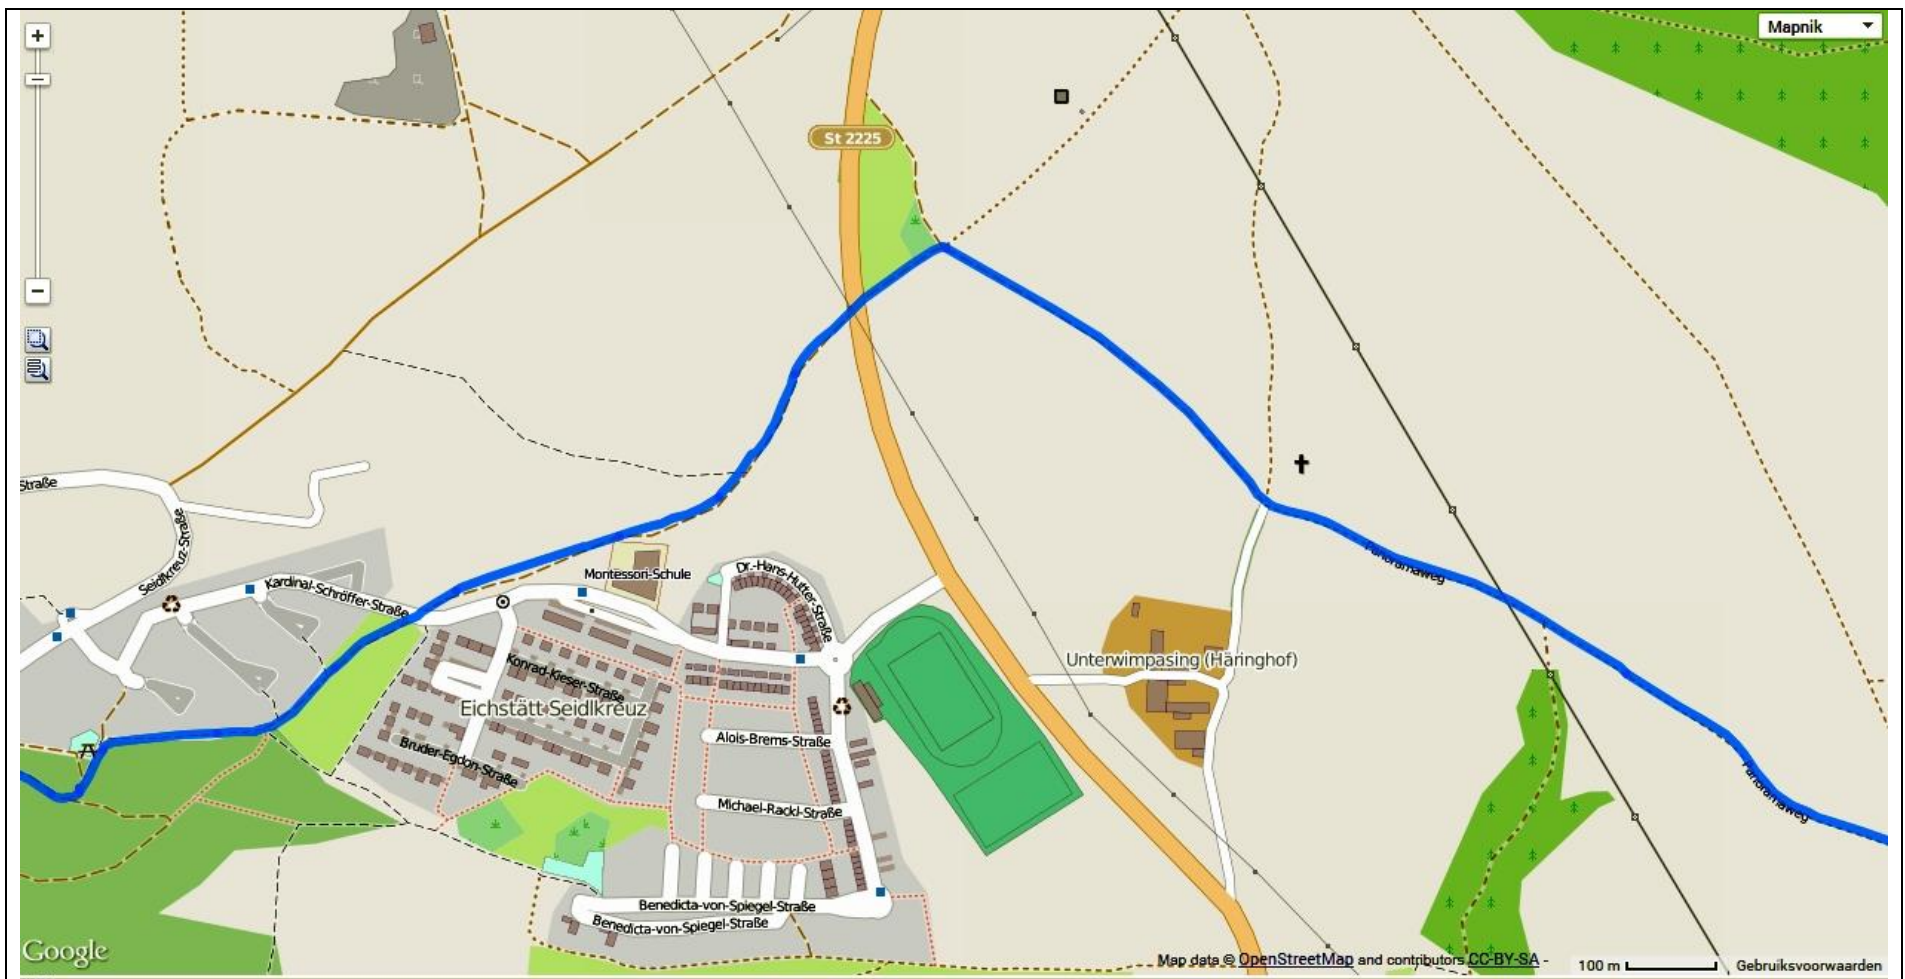 +
Mapnik
St 2225
−
Straße
Seidlkreuz-Straße
Kardinal-Schröffer-Straße
Montessori-Schule
Dr.-Hans-Hutter-Straße
Panoramaweg
Unterwimpasing (Häringhof)
Konrad-Kieser-Straße
Eichstätt Seidlkreuz
Alois-Brems-Straße
Bruder-Egdon-Straße
Michael-Rackl-Straße
Panoramaweg
Benedicta-von-Spiegel-Straße
Benedicta-von-Spiegel-Straße
Google
Map data © OpenStreetMap and contributors CC-BY-SA -
100 m
Gebruiksvoorwaarden